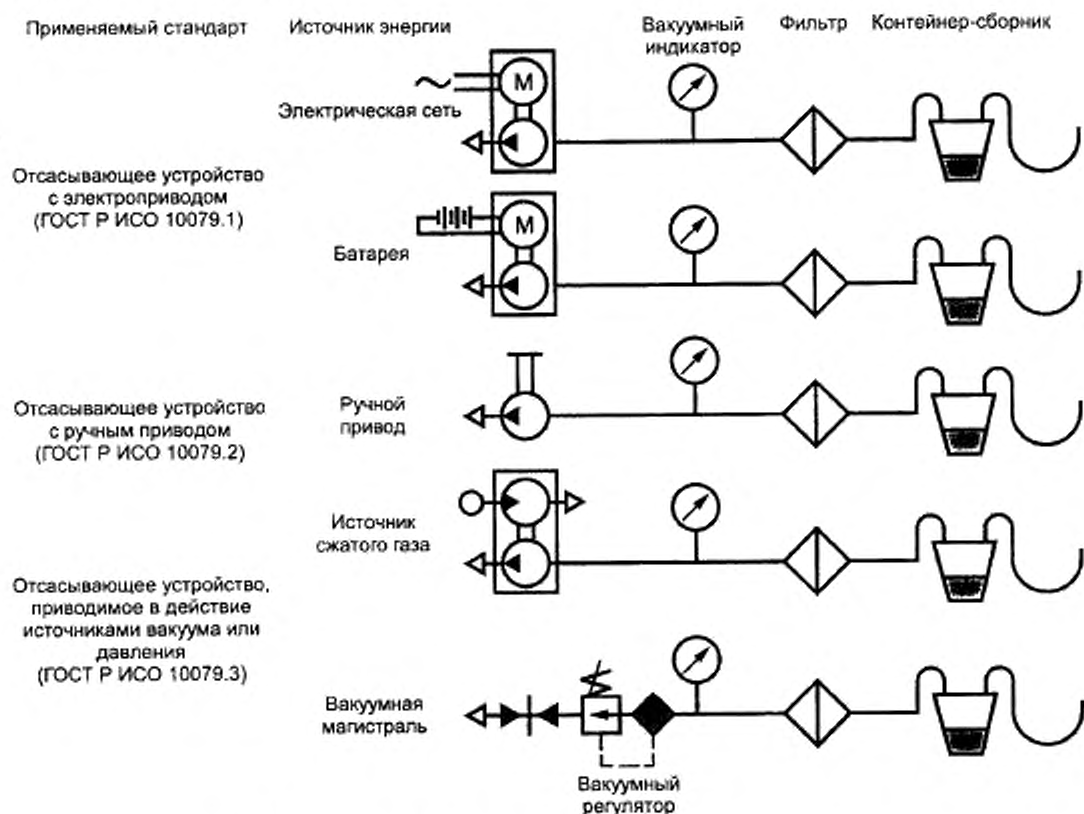 Применяемый стандарт
Источник энергии
Вакуумный
индикатор
Фильтр
Контейнер-сборник
Электрическая сеть
M
Отсасывающее устройство
с электроприводом
(ГОСТ Р ИСО 10079.1)
Батарея
M
Отсасывающее устройство
с ручным приводом
(ГОСТ Р ИСО 10079.2)
Ручной
привод
Источник
сжатого газа
Отсасывающее устройство,
приводимое в действие
источниками вакуума или
давления
(ГОСТ Р ИСО 10079.3)
Вакуумная
магистраль
Вакуумный
регулятор